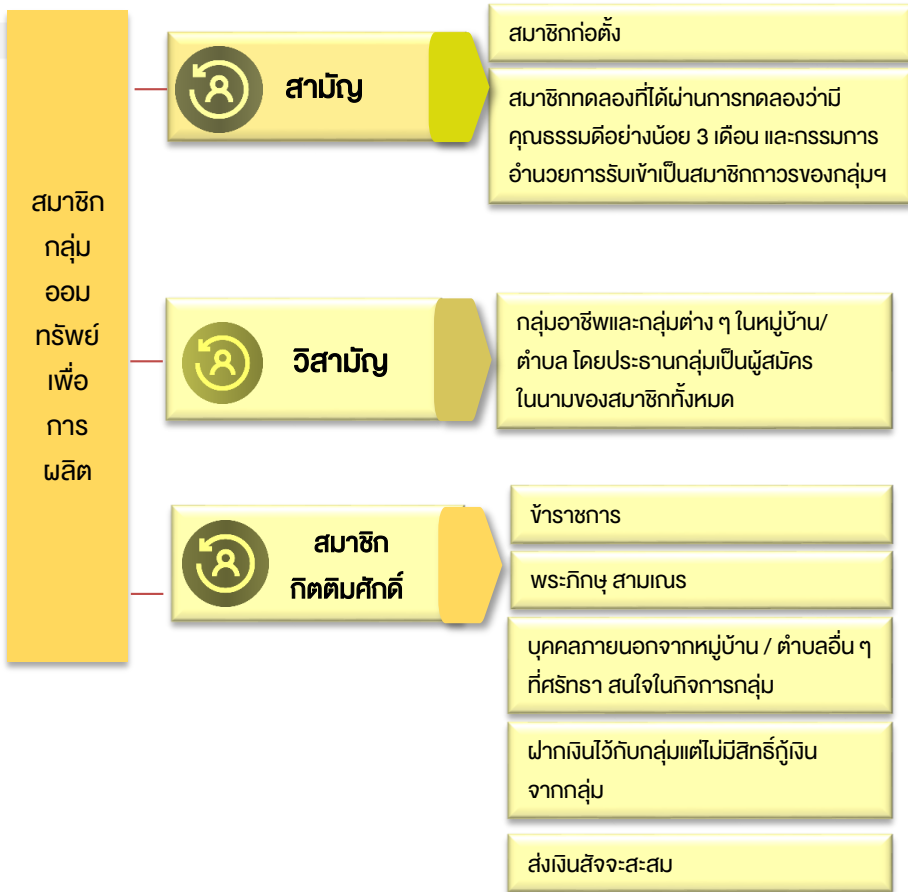 สมาชิก
กลุ่ม
ออม
ทรัพย์
เพื่อ
การ
ผลิต
สามัญ
สมาชิกก่อตั้ง
สมาชิกทดลองที่ได้ผ่านการทดลองว่ามี
คุณธรรมดีอย่างน้อย 3 เดือน และกรรมการ
อำนวยการรับเข้าเป็นสมาชิกถาวรของกลุ่มฯ
วิสามัญ
กลุ่มอาชีพและกลุ่มต่าง ๆ ในหมู่บ้าน/
ตำบล โดยประธานกลุ่มเป็นผู้สมัคร
ในนามของสมาชิกทั้งหมด
สมาชิก
กิตติมศักดิ์
ข้าราชการ
พระภิกษุ สามเณร
บุคคลภายนอกจากหมู่บ้าน / ตำบลอื่น ๆ
ที่ศรัทธา สนใจในกิจการกลุ่ม
ฝากเงินไว้กับกลุ่มแต่ไม่มีสิทธิ์กู้เงิน
จากกลุ่ม
ส่งเงินสัจจะสะสม